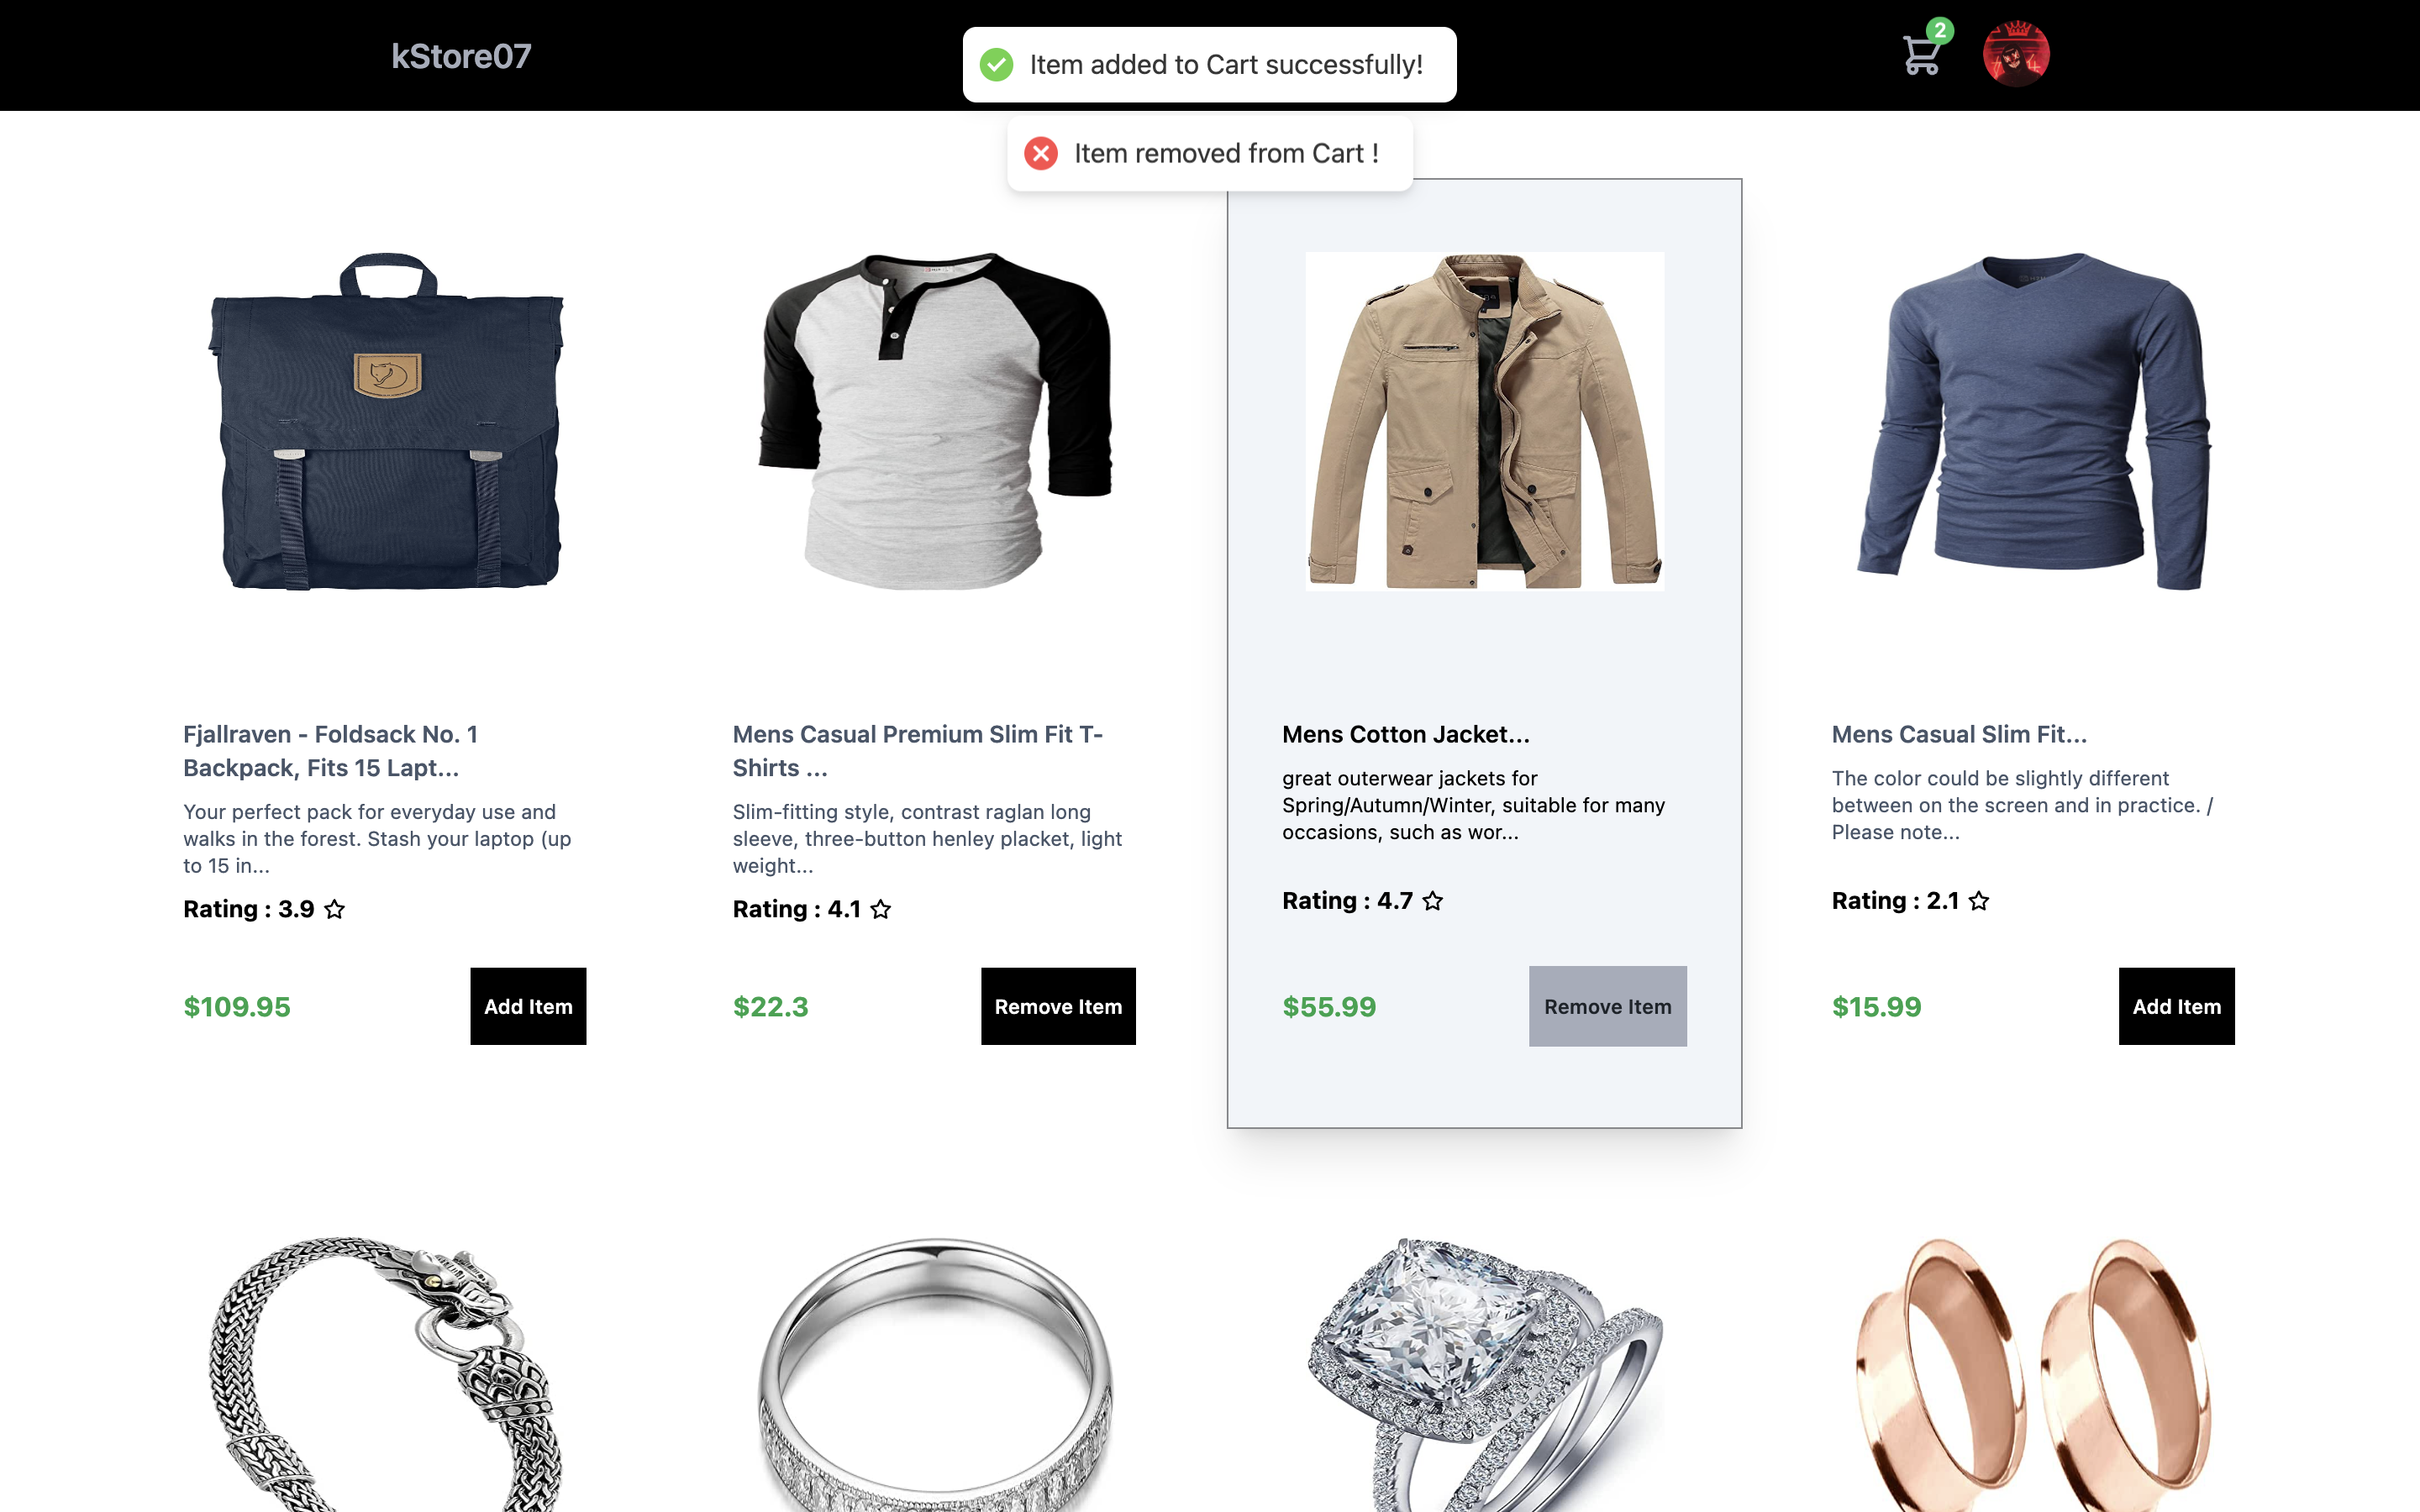 kStore07
Item added to Cart successfully!
2
Item removed from Cart !
Fjallraven - Foldsack No. 1
Backpack, Fits 15 Lapt...
Your perfect pack for everyday use and
walks in the forest. Stash your laptop (up
to 15 in...
Rating : 3.9
$109.95
Add Item
Mens Casual Premium Slim Fit T-
Shirts ...
Slim-fitting style, contrast raglan long
sleeve, three-button henley placket, light
weight...
Rating : 4.1
$22.3
Remove Item
Mens Cotton Jacket...
great outerwear jackets for
Spring/Autumn/Winter, suitable for many
occasions, such as wor...
Rating : 4.7
$55.99
Remove Item
Mens Casual Slim Fit...
The color could be slightly different
between on the screen and in practice. /
Please note...
Rating : 2.1
$15.99
Add Item